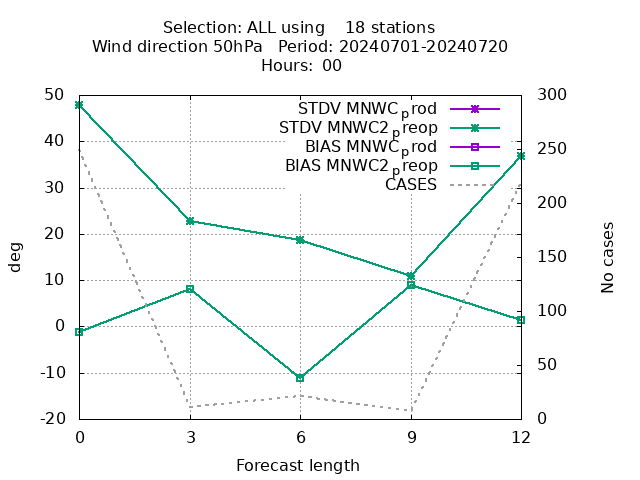 Selection: ALL using    18 stations
Wind direction 50hPa   Period: 20240701-20240720
Hours: 00
50
40
30
20
10
0
-10
-20
300
250
200
150
100
50
0
STDV MNWC_prod
STDV MNWC2_preop
BIAS MNWC_prod
BIAS MNWC2_preop
CASES
deg
No cases
0 3 6 9 12
Forecast length